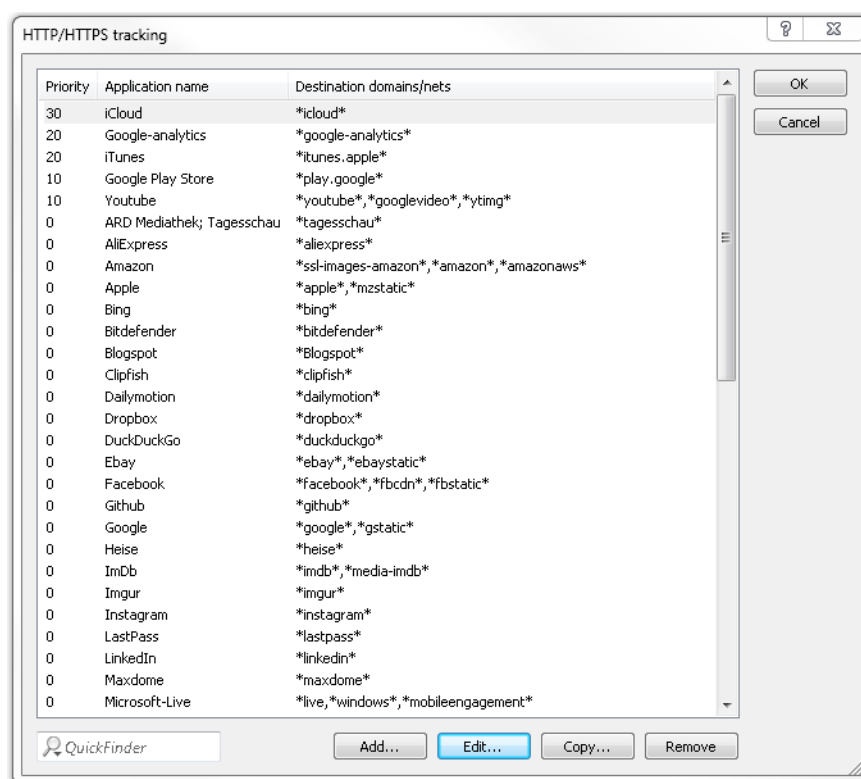 HTTP/HTTPS tracking
Priority Application name Destination domains/nets
30 iCloud *icloud*
20 Google-analytics *google-analytics*
20 iTunes *itunes.apple*
10 Google Play Store *play.google*
10 Youtube *youtube*,*googlevideo*,*ytimg*
0 ARD Mediathek; Tagesschau *tagesschau*
0 AliExpress *aliexpress*
0 Amazon *ssl-images-amazon*,*amazon*,*amazonaws*
0 Apple *apple*,*mzstatic*
0 Bing *bing*
0 Bitdefender *bitdefender*
0 Blogspot *Blogspot*
0 Clipfish *clipfish*
0 Dailymotion *dailymotion*
0 Dropbox *dropbox*
0 DuckDuckGo *duckduckgo*
0 Ebay *ebay*,*ebaystatic*
0 Facebook *facebook*,*fbcdn*,*fbstatic*
0 Github *github*
0 Google *google*,*gstatic*
0 Heise *heise*
0 ImDb *imdb*,*media-imdb*
0 Imgur *imgur*
0 Instagram *instagram*
0 LastPass *lastpass*
0 LinkedIn *linkedin*
0 Maxdome *maxdome*
0 Microsoft-Live *live,*windows*,*mobileengagement*
OK
Cancel
QuickFinder
Add...
Edit...
Copy...
Remove